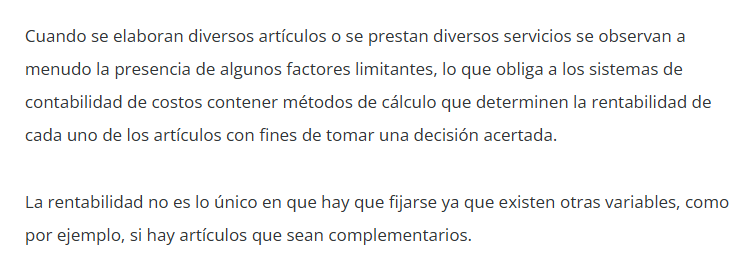 Cuando se elaboran diversos artículos o se prestan diversos servicios se observan a
menudo la presencia de algunos factores limitantes, lo que obliga a los sistemas de
contabilidad de costos contener métodos de cálculo que determinen la rentabilidad de
cada uno de los artículos con fines de tomar una decisión acertada.
La rentabilidad no es lo único en que hay que fijarse ya que existen otras variables, como
por ejemplo, si hay artículos que sean complementarios.